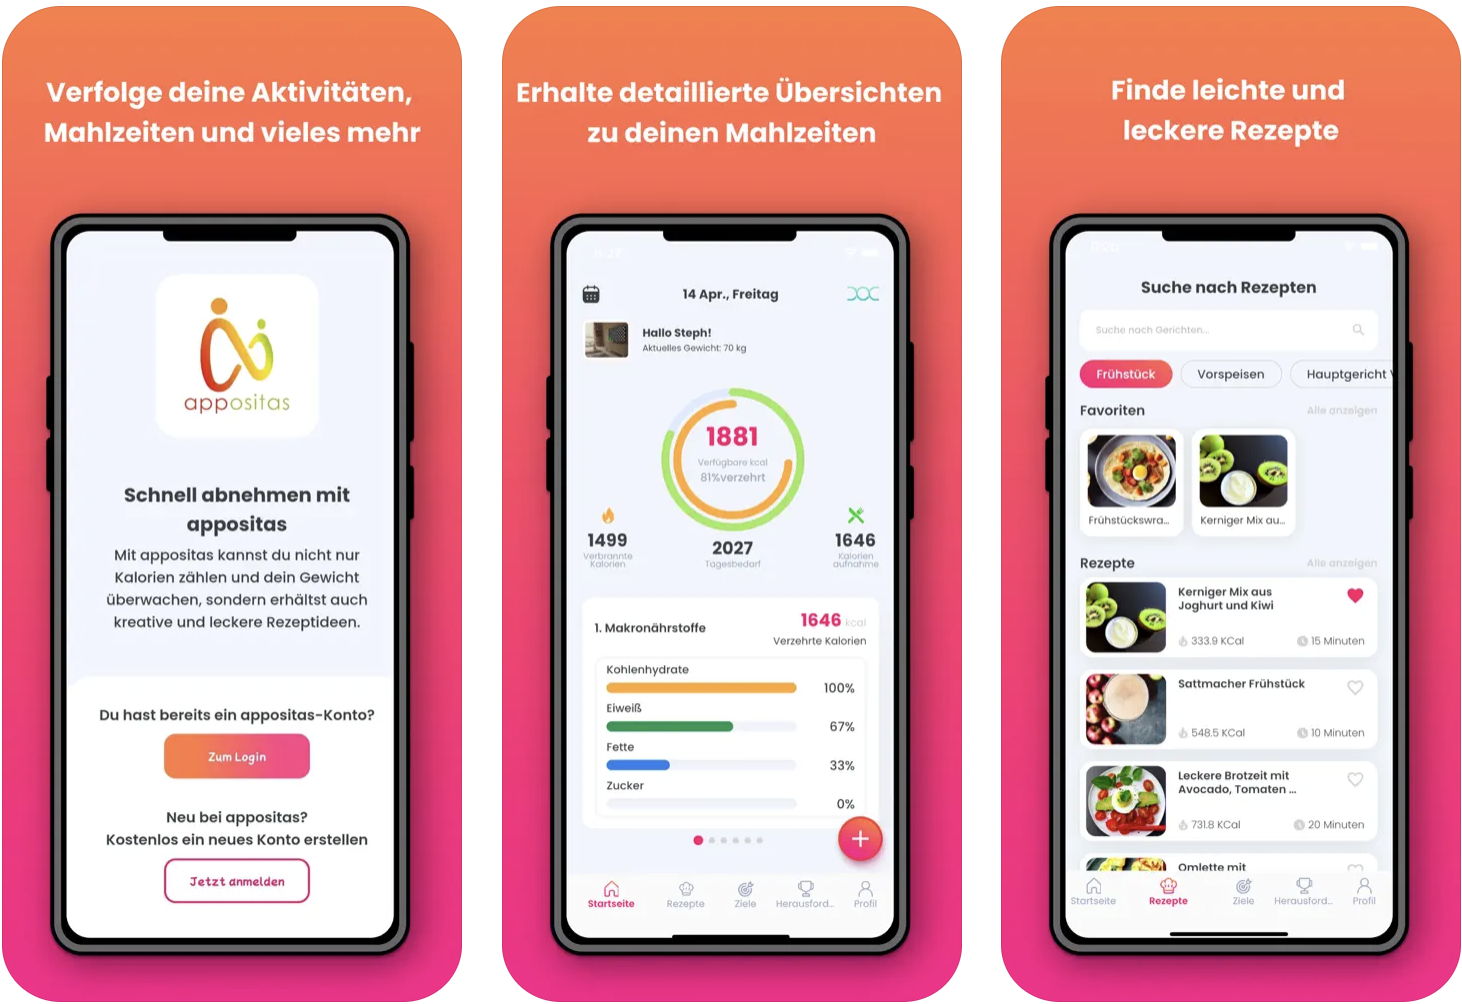 Verfolge deine Aktivitäten,
Mahlzeiten und vieles mehr
appositas
Schnell abnehmen mit
appositas
Mit appositas kannst du nicht nur
Kalorien zählen und dein Gewicht
überwachen, sondern erhältst auch
kreative und leckere Rezeptideen.
Du hast bereits ein appositas-Konto?
Zum Login
Neu bei appositas?
Kostenlos ein neues Konto erstellen
Jetzt anmelden
Erhalte detaillierte Übersichten
zu deinen Mahlzeiten
14 Apr., Freitag
Hallo Steph!
Aktuelles Gewicht: 70 kg
1881
Verfügbare kcal
81%verzehrt
1499
Verbrannte
Kalorien
2027
Tagesbedarf
1646
Kalorien
aufnahme
1. Makronährstoffe
1646 kcal
Verzehrte Kalorien
Kohlenhydrate
100%
Eiweiß
67%
Fette
33%
Zucker
0%
Startseite
Rezepte
Ziele
Herausford...
Profil
Finde leichte und
leckere Rezepte
Suche nach Rezepten
Suche nach Gerichten...
Frühstück
Vorspeisen
Hauptgericht
Favoriten
Alle anzeigen
Frühstückswra...
Kerniger Mix au...
Rezepte
Alle anzeigen
Kerniger Mix aus
Joghurt und Kiwi
333.9 KCal
15 Minuten
Sattmacher Frühstück
548.5 KCal
10 Minuten
Leckere Brotzeit mit
Avocado, Tomaten ...
731.8 KCal
20 Minuten
Omlette mit
Startseite
Rezepte
Ziele
Herausford...
Profil